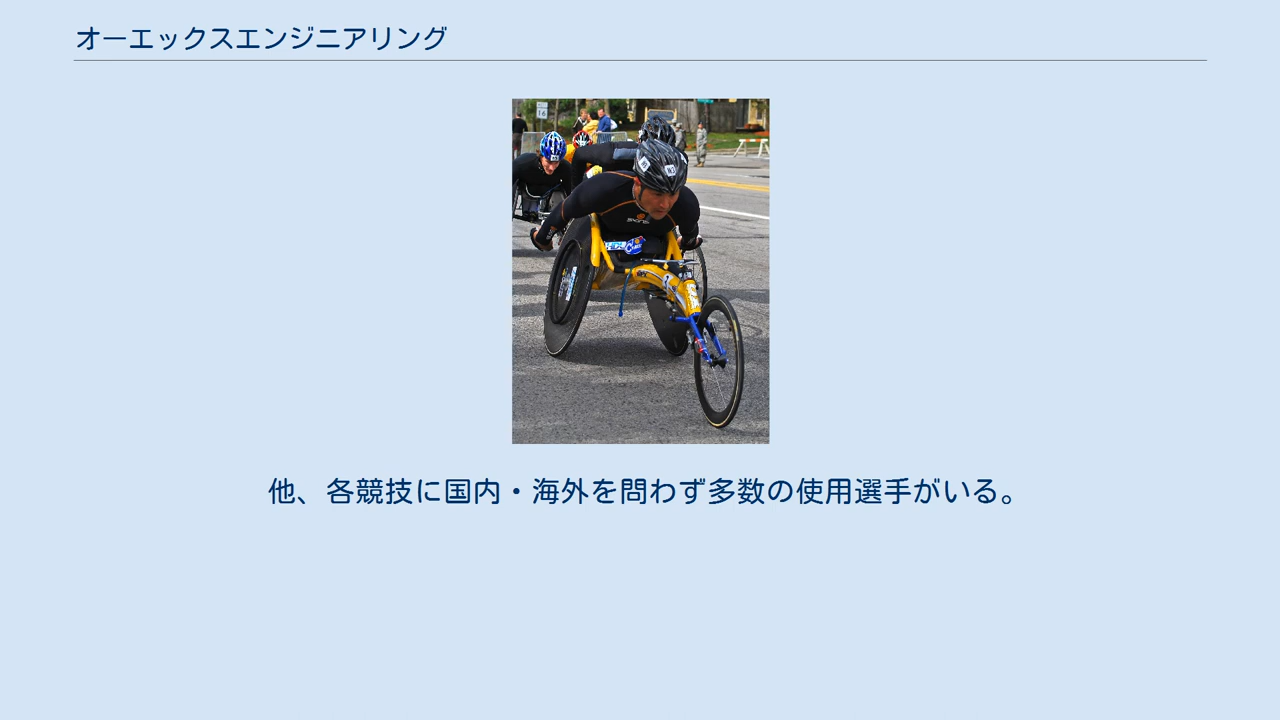 オーエックスエンジニアリング
16
他、各競技に国内・海外を問わず多数の使用選手がいる。